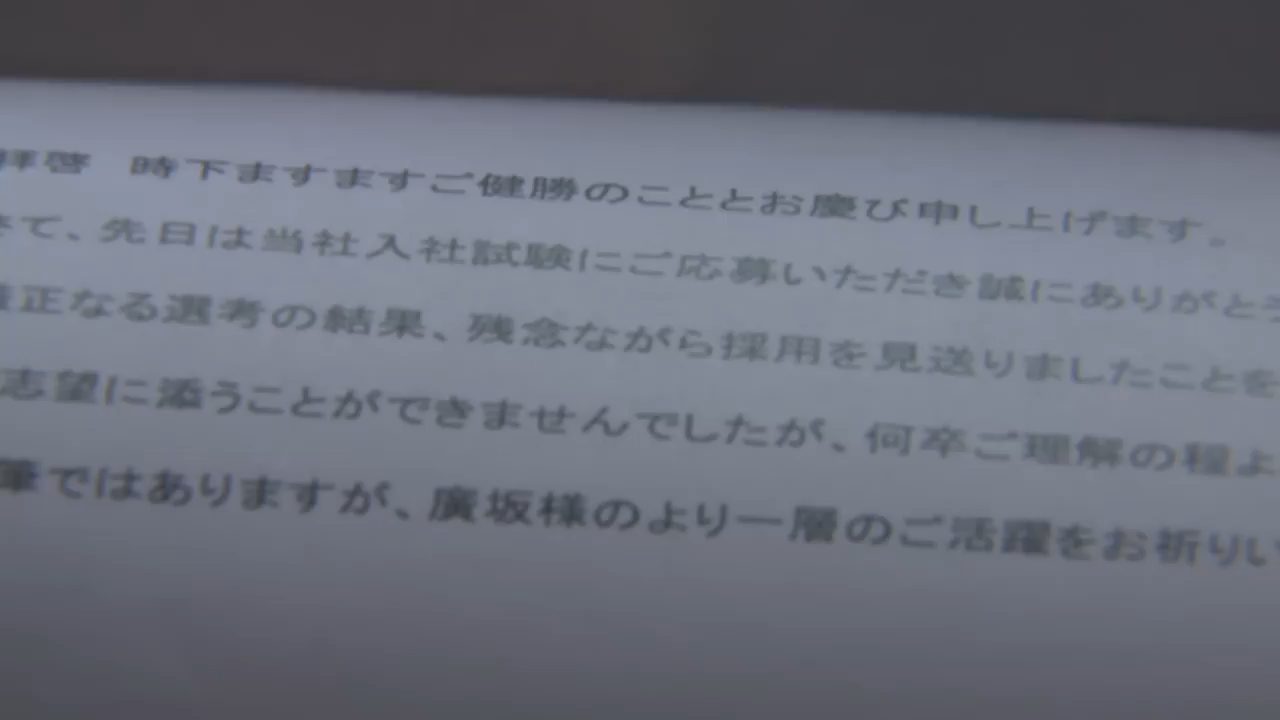 拝啓　時下ますますご健勝のこととお慶び申し上げます。
さて、先日は当社入社試験にご応募いただき誠にありがとう
正なる選考の結果、残念ながら採用を見送りましたことを
志望に添うことができませんでしたが、何卒ご理解の程よ
筆ではありますが、廣坂様のより一層のご活躍をお祈りい